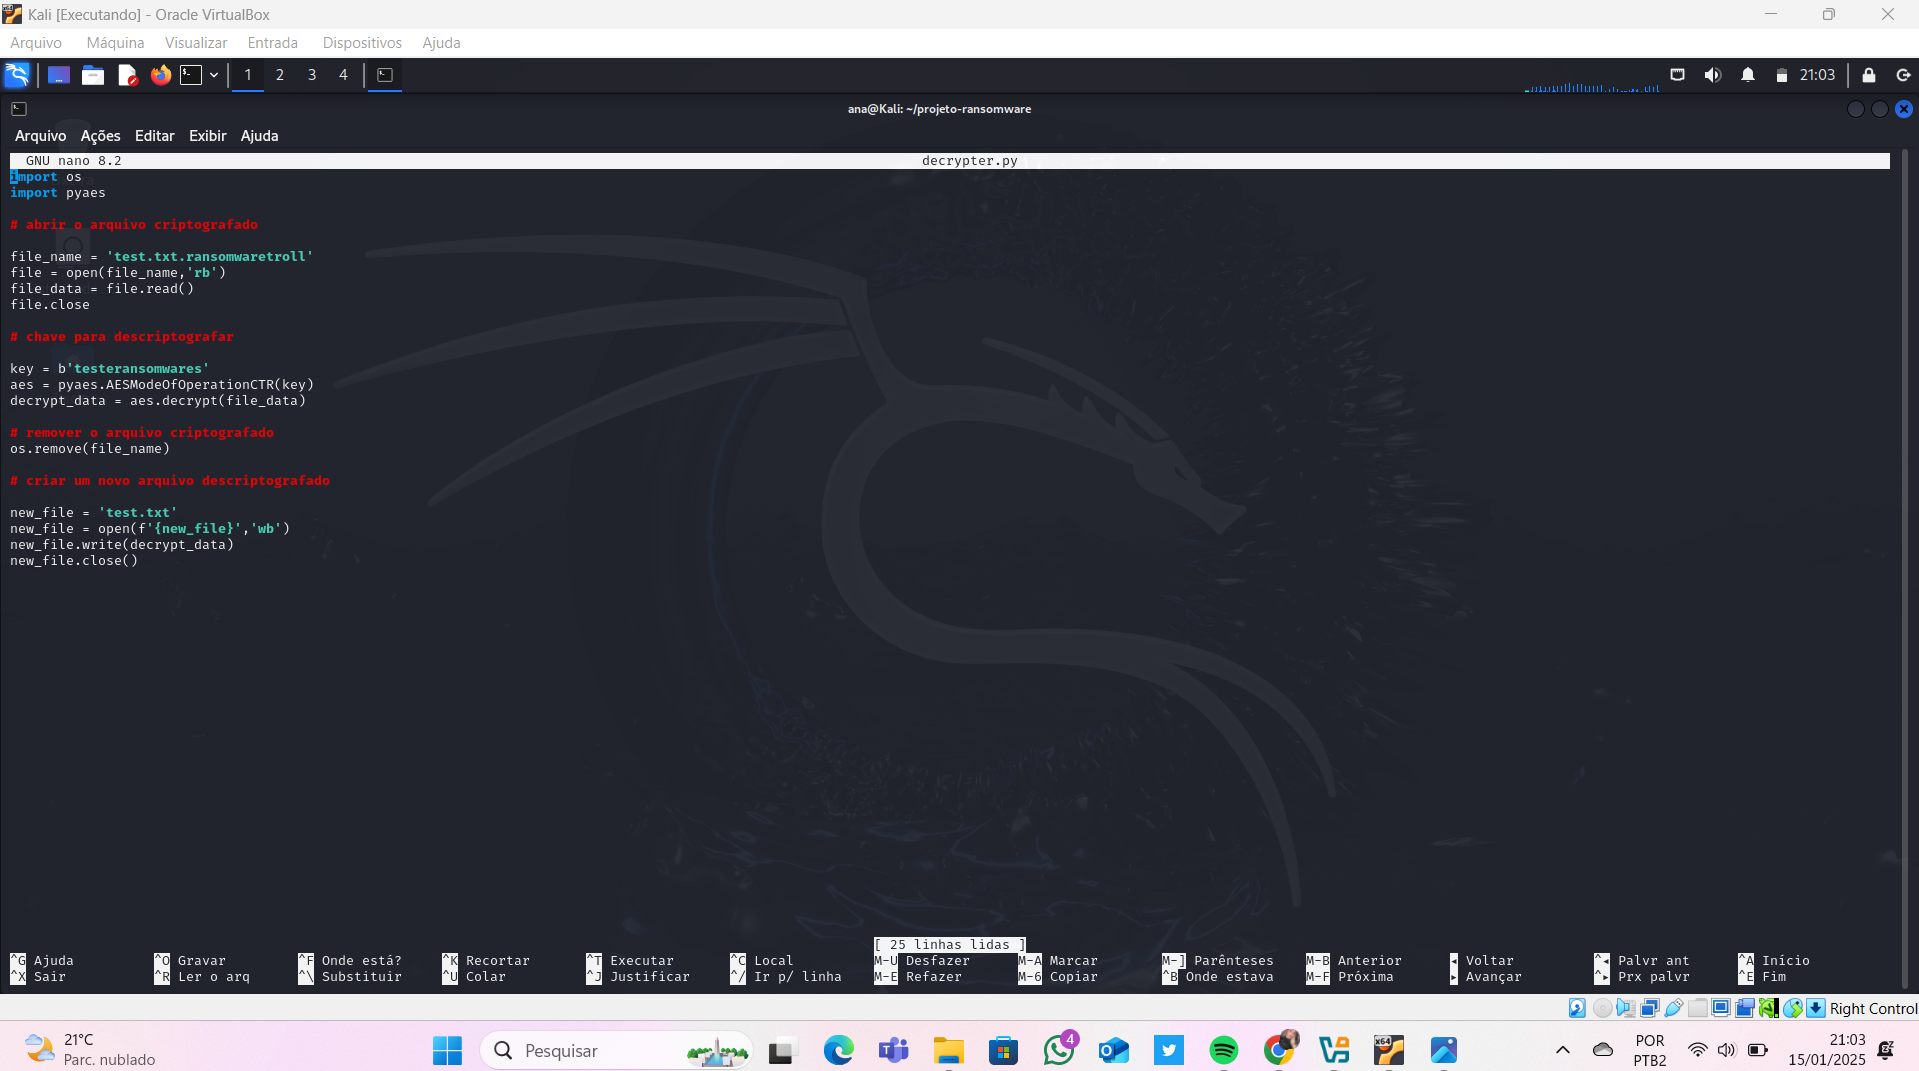 Kali [Executando] - Oracle VirtualBox
Arquivo Máquina Visualizar Entrada Dispositivos Ajuda
1 2 3 4 21:03
ana@Kali: ~/projeto-ransomware
Arquivo Ações Editar Exibir Ajuda
GNU nano 8.2 decrypter.py
import os
import pyaes
# abrir o arquivo criptografado
file_name = 'test.txt.ransomwaretroll'
file = open(file_name,'rb')
file_data = file.read()
file.close
# chave para descriptografar
key = b'testeransomwares'
aes = pyaes.AESModeOfOperationCTR(key)
decrypt_data = aes.decrypt(file_data)
# remover o arquivo criptografado
os.remove(file_name)
# criar um novo arquivo descriptografado
new_file = 'test.txt'
new_file = open(f'{new_file}','wb')
new_file.write(decrypt_data)
new_file.close()
[ 25 linhas lidas ]
^G Ajuda ^O Gravar ^F Onde está? ^K Recortar ^T Executar ^C Local M-U Desfazer M-A Marcar M-] Parênteses M-B Anterior ◂ Voltar ^◂ Palvr ant ^A Início
^X Sair ^R Ler o arq ^\ Substituir ^U Colar ^J Justificar ^/ Ir p/ linha M-E Refazer M-6 Copiar ^B Onde estava M-F Próxima ▸ Avançar ^▸ Prx palvr ^E Fim
Right Control
21°C
Parc. nublado
Pesquisar
4
POR
PTB2
21:03
15/01/2025